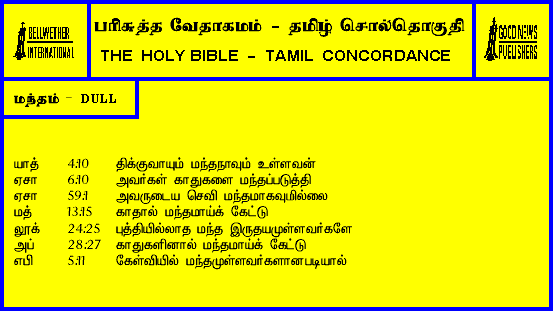 BELLWETHER
INTERNATIONAL
பரிசுத்த வேதாகமம் - தமிழ் சொல்தொகுதி
THE HOLY BIBLE - TAMIL CONCORDANCE
GOOD NEWS
PUBLISHERS
மந்தம் - DULL
யாத் 4:10 திக்குவாயும் மந்தநாவும் உள்ளவன்
ஏசா 6:10 அவர்கள் காதுகளை மந்தப்படுத்தி
ஏசா 59:1 அவருடைய செவி மந்தமாகவுமில்லை
மத் 13:15 காதால் மந்தமாய்க் கேட்டு
லூக் 24:25 புத்தியில்லாத மந்த இருதயமுள்ளவர்களே
அப் 28:27 காதுகளினால் மந்தமாய்க் கேட்டு
எபி 5:11 கேள்வியில் மந்தமுள்ளவர்களானபடியால்